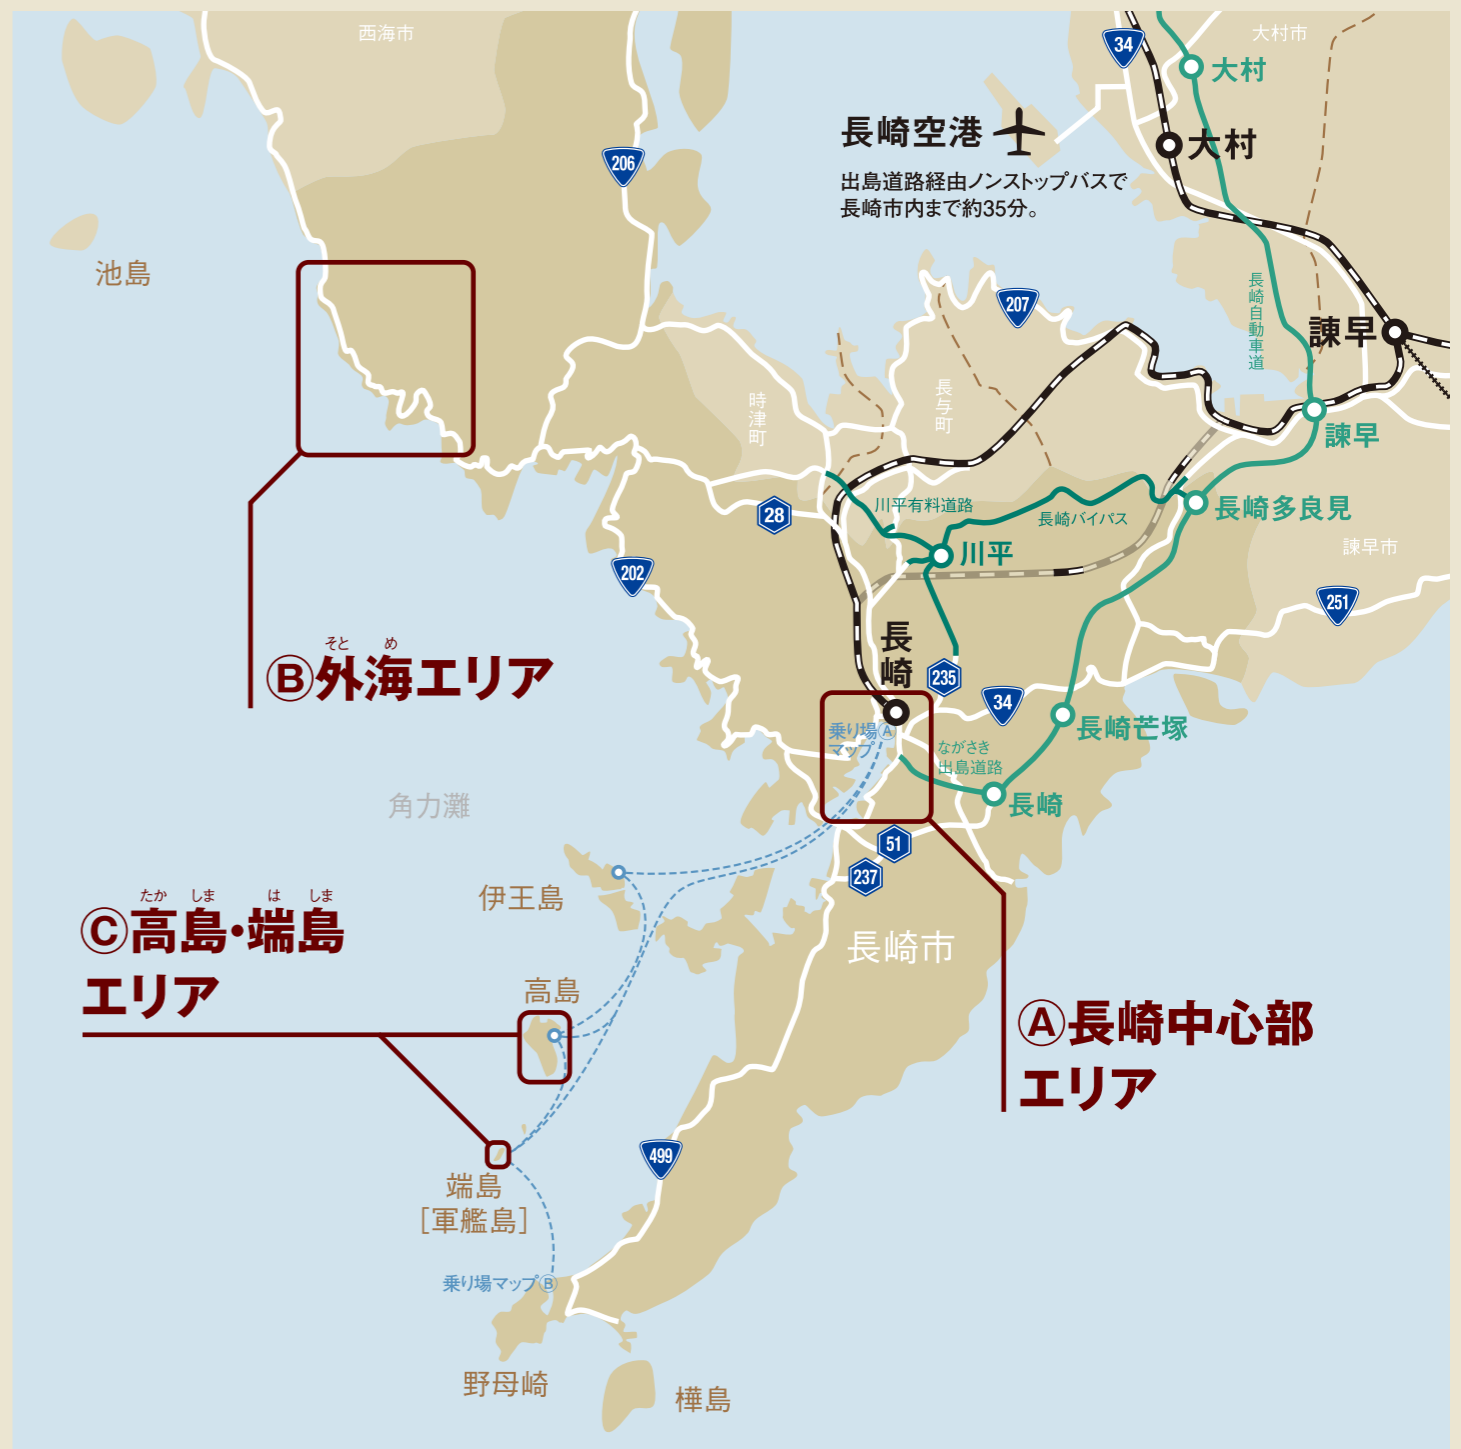 西海市
大村市
34
大村
長崎空港
大村
出島道路経由ノンストップバスで
長崎市内まで約35分。
206
池島
長崎自動車道
207
諫早
時津町
長与町
諫早
28
川平有料道路
長崎バイパス
長崎多良見
諫早市
川平
202
251
長崎
そと め
Ⓑ外海エリア
235
34
乗り場Ⓐ
マップ
ながさき
出島道路
長崎芒塚
長崎
角力灘
51
237
伊王島
たか しま は しま
Ⓒ高島・端島
エリア
長崎市
高島
Ⓐ長崎中心部
エリア
499
端島
［軍艦島］
乗り場マップⒷ
野母崎
樺島